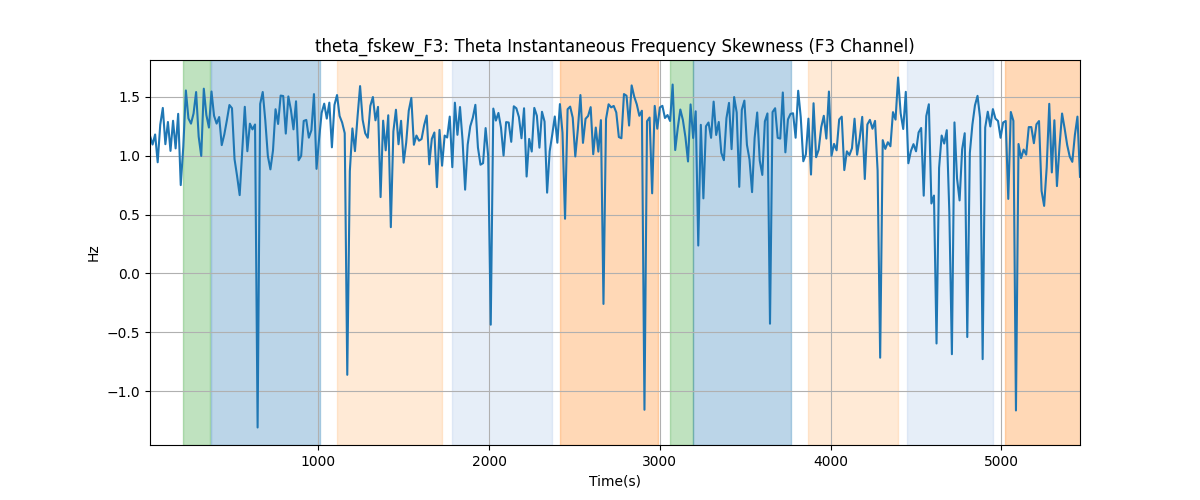 theta_fskew_F3: Theta Instantaneous Frequency Skewness (F3 Channel)
1.5
1.0
0.5
0.0
−0.5
−1.0
Hz
1000 2000 3000 4000 5000
Time(s)